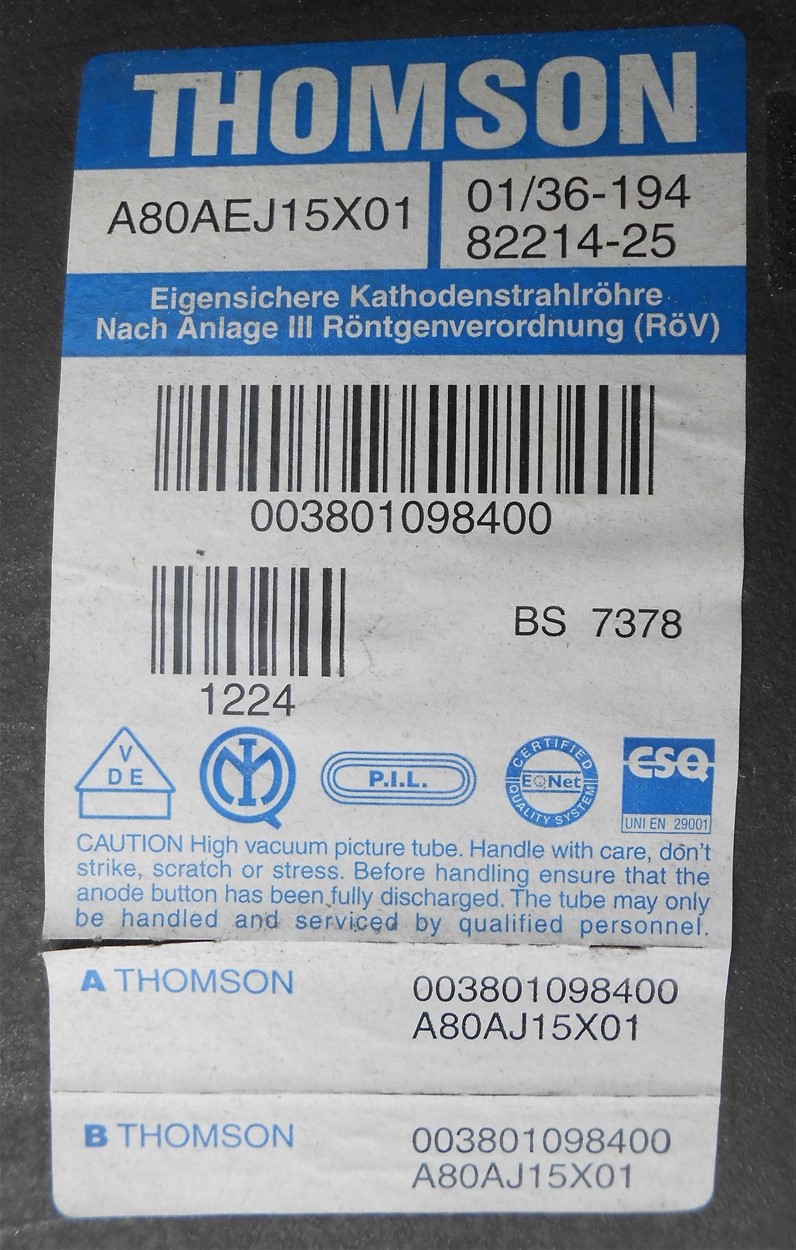 THOMSON
A80AEJ15X01
01/36-194
82214-25
Eigensichere Kathodenstrahlröhre
Nach Anlage III Röntgenverordnung (RöV)
003801098400
BS 7378
1224
V
DE
IMQ
P.I.L.
CERTIFIED
EQNet
QUALITY SYSTEM
CSQ
UNI EN 29001
CAUTION High vacuum picture tube. Handle with care, don't
strike, scratch or stress. Before handling ensure that the
anode button has been fully discharged. The tube may only
be handled and serviced by qualified personnel.
A THOMSON
003801098400
A80AJ15X01
B THOMSON
003801098400
A80AJ15X01